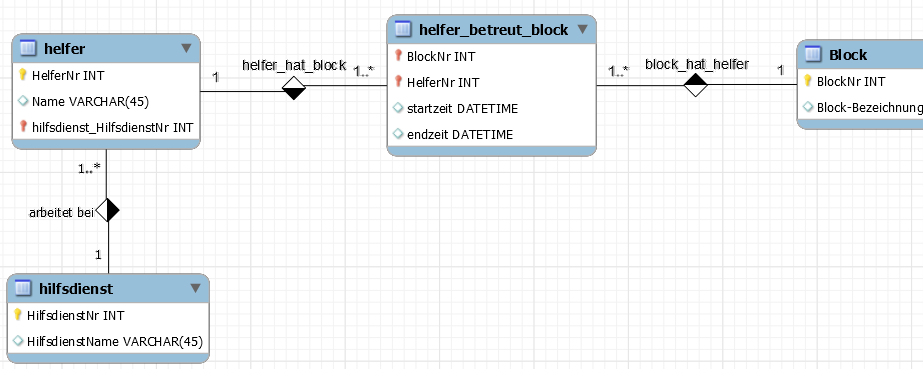 helfer
HelferNr INT
Name VARCHAR(45)
hilfsdienst_HilfsdienstNr INT
helfer_hat_block
1
1..*
helfer_betreut_block
BlockNr INT
HelferNr INT
startzeit DATETIME
endzeit DATETIME
block_hat_helfer
1..*
1
Block
BlockNr INT
Block-Bezeichnung
1..*
arbeitet bei
1
hilfsdienst
HilfsdienstNr INT
HilfsdienstName VARCHAR(45)